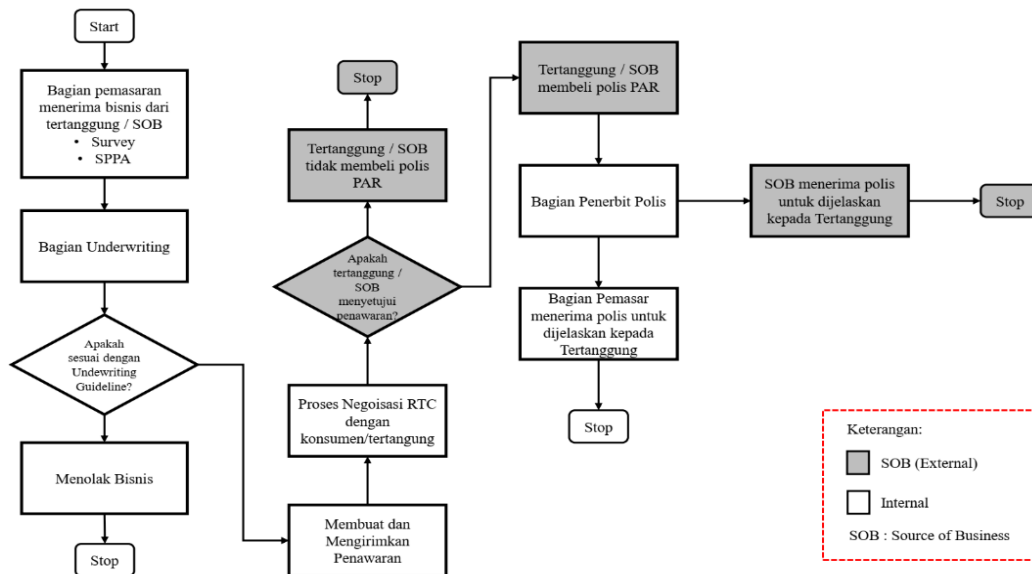 Start
Bagian pemasaran
menerima bisnis dari
tertanggung / SOB
• Survey
• SPPA
Bagian Underwriting
Apakah
sesuai dengan
Undewriting
Guideline?
Menolak Bisnis
Stop
Membuat dan
Mengirimkan
Penawaran
Proses Negoisasi RTC
dengan
konsumen/tertangung
Apakah
tertanggung /
SOB
menyetujui
penawaran?
Tertanggung / SOB
tidak membeli polis
PAR
Stop
Tertanggung / SOB
membeli polis PAR
Bagian Penerbit Polis
SOB menerima polis
untuk dijelaskan
kepada Tertanggung
Stop
Bagian Pemasar
menerima polis untuk
dijelaskan kepada
Tertanggung
Stop
Keterangan:
SOB (External)
Internal
SOB : Source of Business